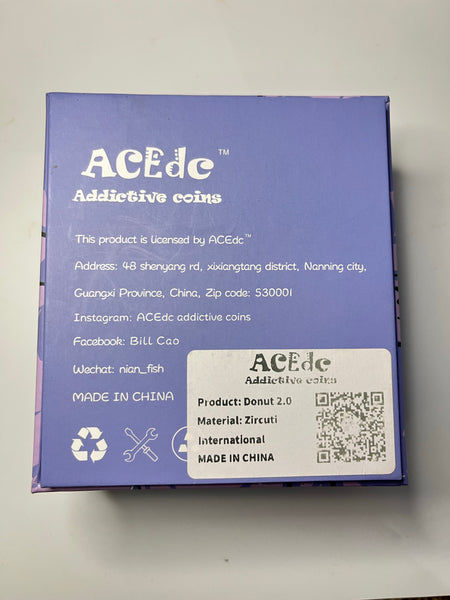 ACEdc™
Addictive coins
This product is licensed by ACEdc™
Address: 48 shenyang rd, xixiangtang district, Nanning city,
Guangxi Province, China, Zip code: 530001
Instagram: ACEdc addictive coins
Facebook: Bill Cao
Wechat: nian_fish
MADE IN CHINA
ACEdc
Addictive coins
Product: Donut 2.0
Material: Zircuti
International
MADE IN CHINA